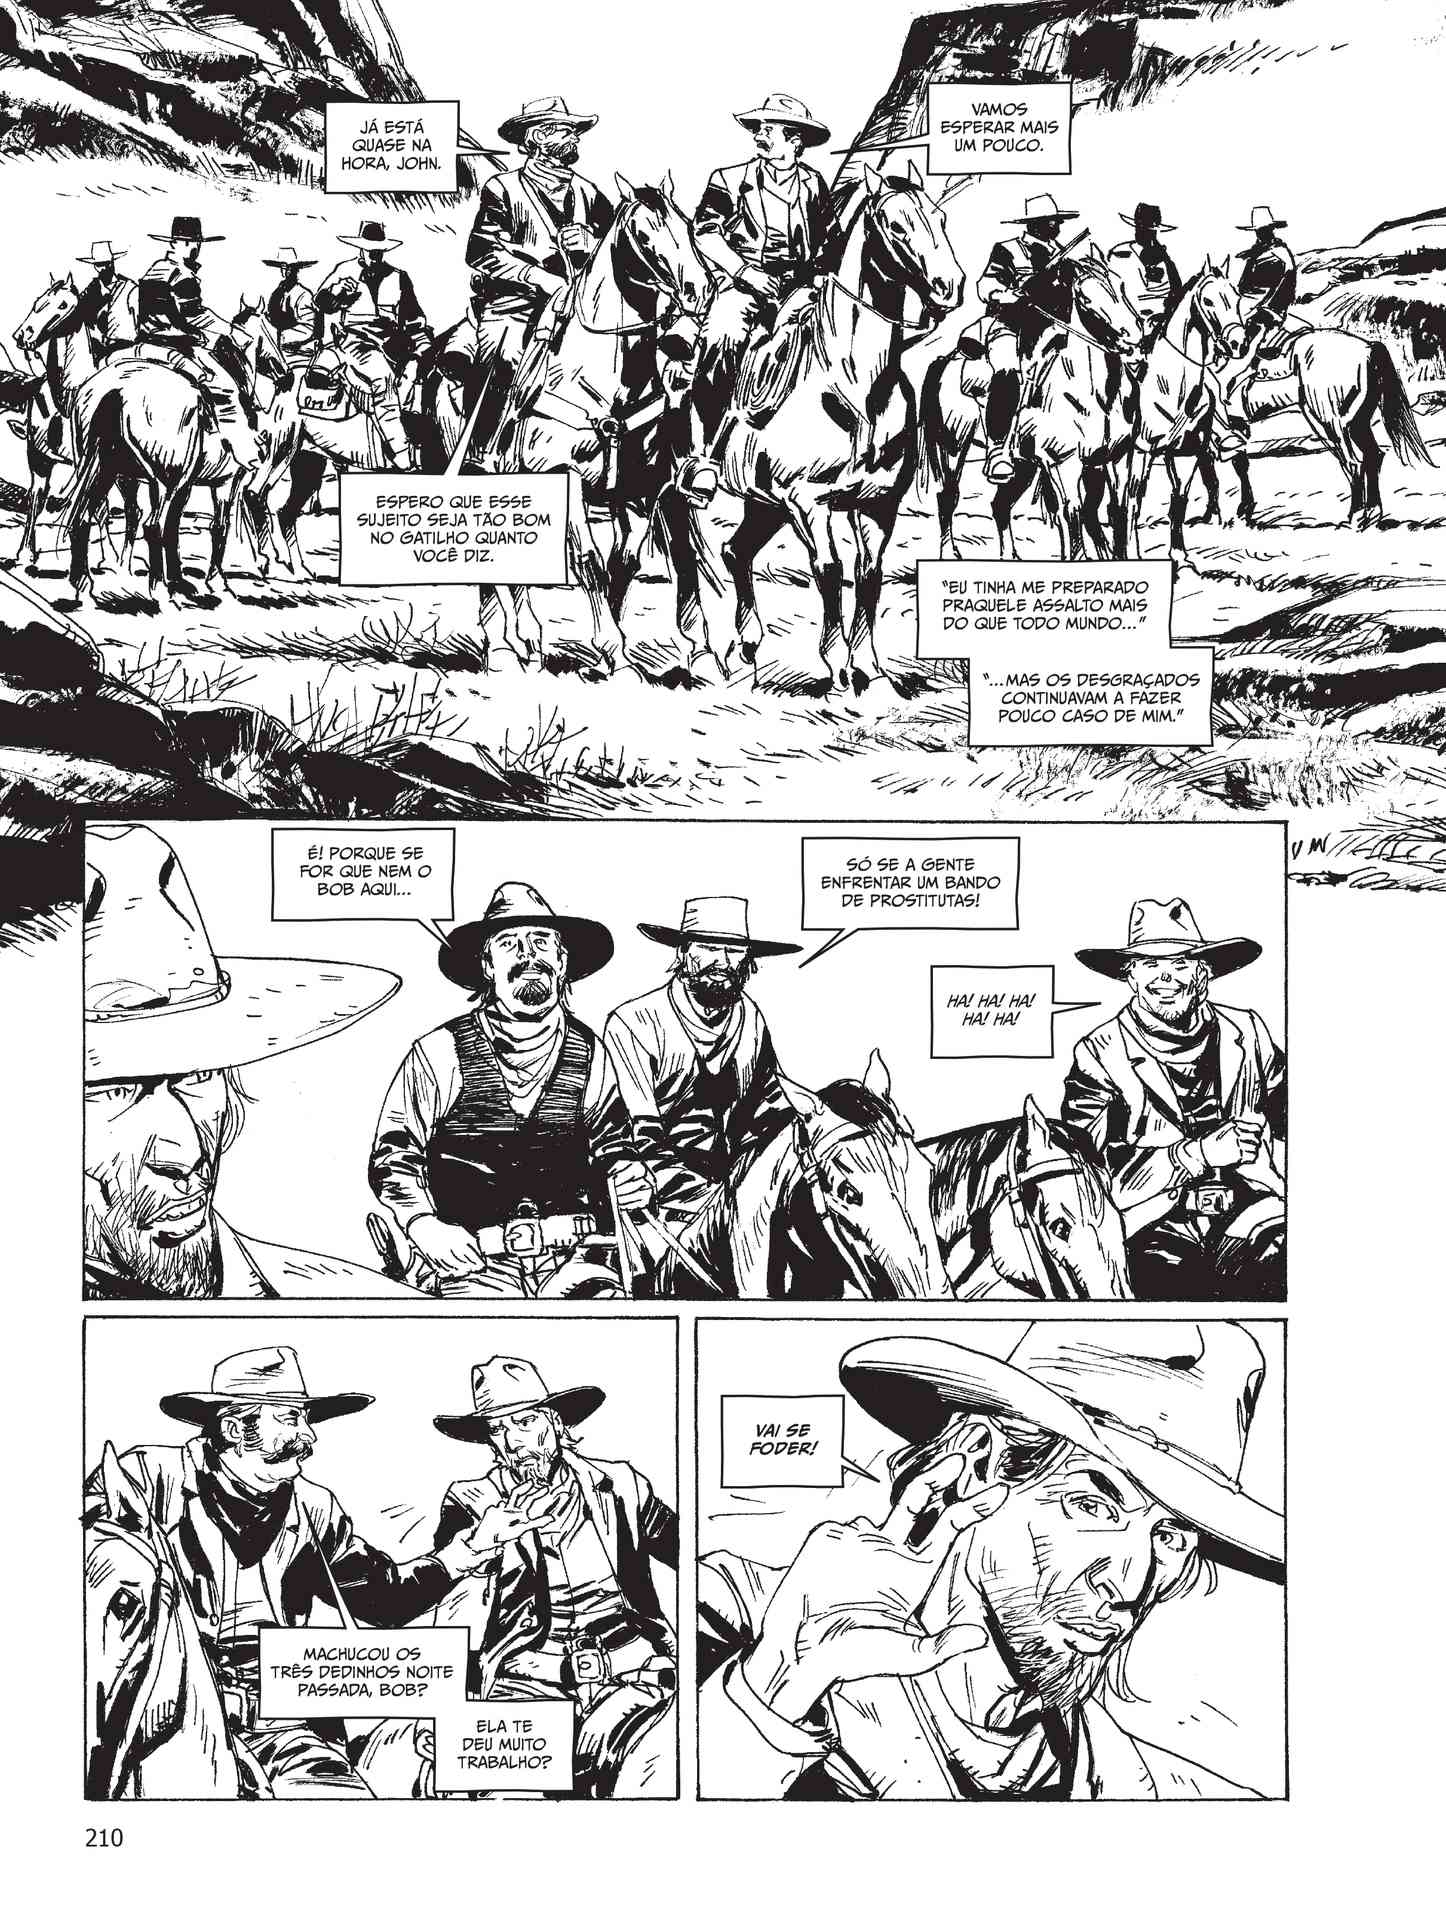 JÁ ESTÁ
QUASE NA
HORA, JOHN.
VAMOS
ESPERAR MAIS
UM POUCO.
ESPERO QUE ESSE
SUJEITO SEJA TÃO BOM
NO GATILHO QUANTO
VOCÊ DIZ.
“EU TINHA ME PREPARADO
PRAQUELE ASSALTO MAIS
DO QUE TODO MUNDO...”
“...MAS OS DESGRAÇADOS
CONTINUAVAM A FAZER
POUCO CASO DE MIM.”
É! PORQUE SE
FOR QUE NEM O
BOB AQUI...
SÓ SE A GENTE
ENFRENTAR UM BANDO
DE PROSTITUTAS!
HA! HA! HA!
HA! HA!
MACHUCOU OS
TRÊS DEDINHOS NOITE
PASSADA, BOB?
ELA TE
DEU MUITO
TRABALHO?
VAI SE
FODER!
210